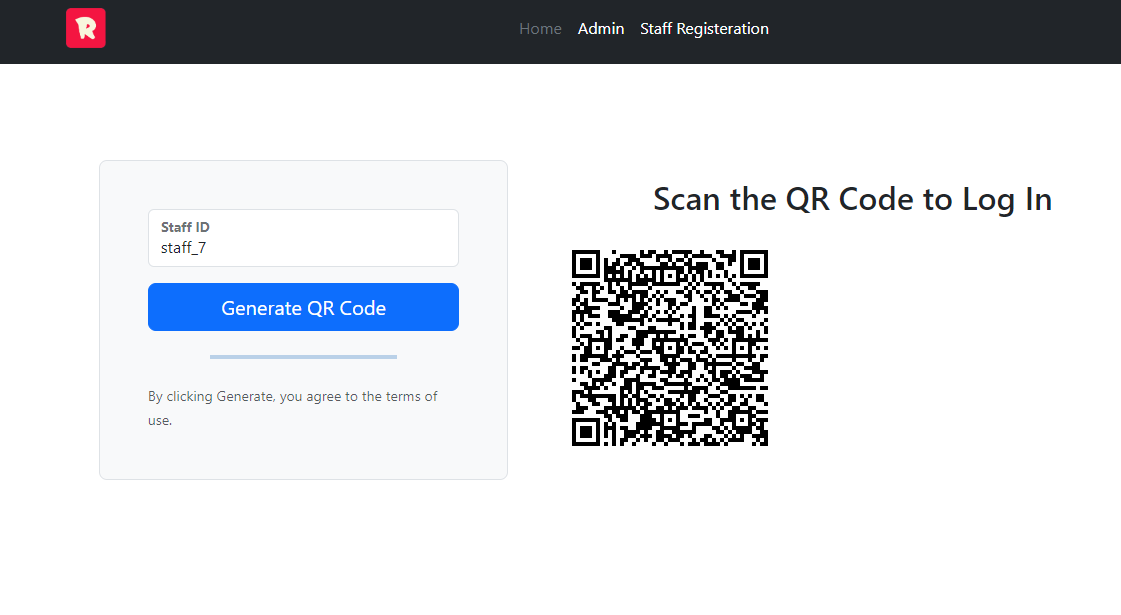 R
Home Admin Staff Registeration
Staff ID
staff_7
Generate QR Code
By clicking Generate, you agree to the terms of
use.
Scan the QR Code to Log In